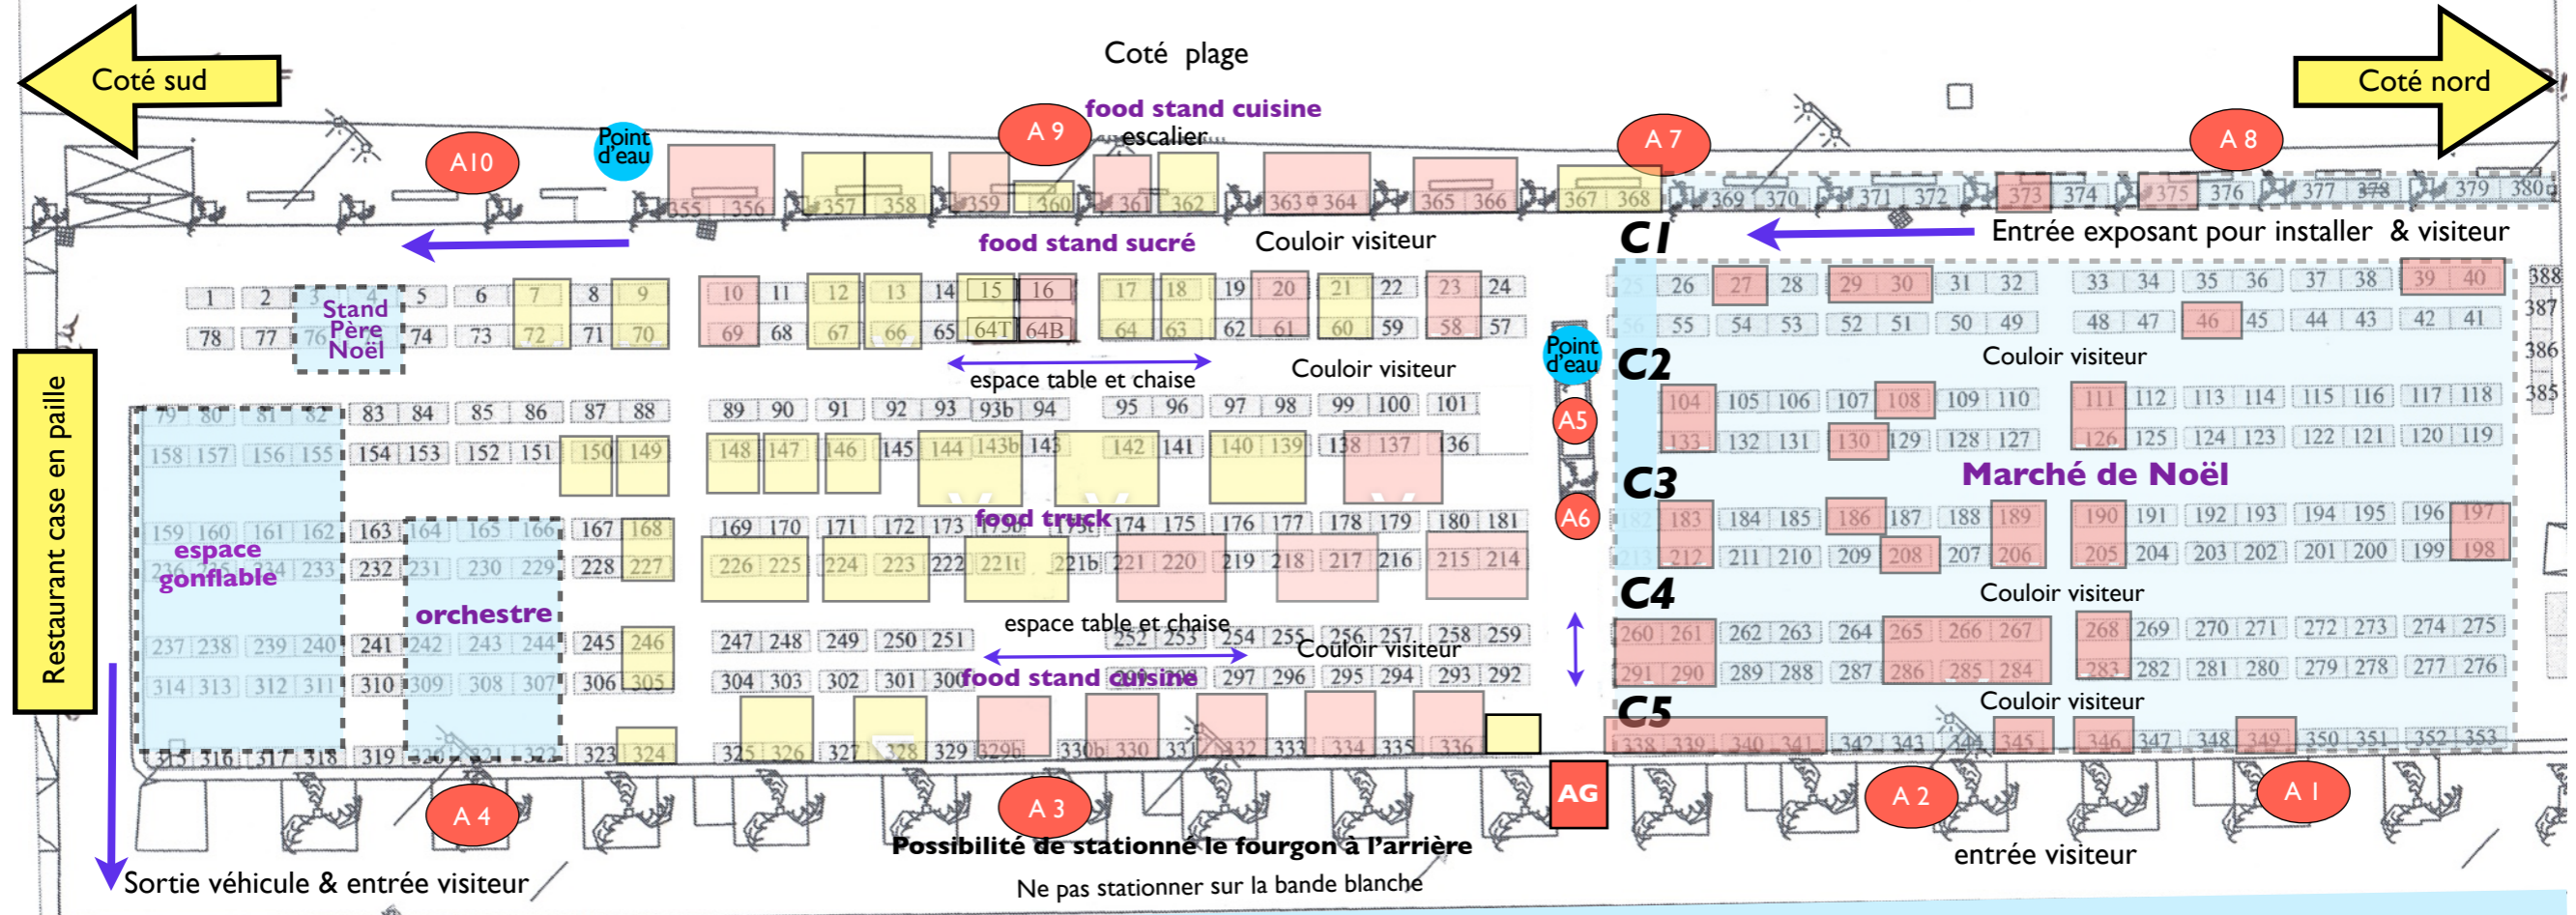 Coté sud
Coté plage
Coté nord
food stand cuisine
escalier
A10
Point d'eau
A 9
A 7
A 8
355 356 357 358 359 360 361 362 363 364 365 366 367 368 369 370 371 372 373 374 375 376 377 378 379 380
food stand sucré
Couloir visiteur
C1
Entrée exposant pour installer & visiteur
1 2 3 4 5 6 7 8 9 10 11 12 13 14 15 16 17 18 19 20 21 22 23 24 25 26 27 28 29 30 31 32 33 34 35 36 37 38 39 40 388
Stand
Père
Noël
78 77 76 74 73 72 71 70 69 68 67 66 65 64T 64B 64 63 62 61 60 59 58 57 56 55 54 53 52 51 50 49 48 47 46 45 44 43 42 41 387
Point d'eau
C2
Couloir visiteur
386
espace table et chaise
Couloir visiteur
385
79 80 81 82 83 84 85 86 87 88 89 90 91 92 93 93b 94 95 96 97 98 99 100 101 104 105 106 107 108 109 110 111 112 113 114 115 116 117 118
A5
158 157 156 155 154 153 152 151 150 149 148 147 146 145 144 143b 143 142 141 140 139 138 137 136 133 132 131 130 129 128 127 126 125 124 123 122 121 120 119
Restaurant case en paille
C3
Marché de Noël
A6
159 160 161 162 163 164 165 166 167 168 169 170 171 172 173 174 175 176 177 178 179 180 181 182 183 184 185 186 187 188 189 190 191 192 193 194 195 196 197
food truck
espace
gonflable
236 234 233 232 231 230 229 228 227 226 225 224 223 222 221t 221b 221 220 219 218 217 216 215 214 213 212 211 210 209 208 207 206 205 204 203 202 201 200 199 198
C4
Couloir visiteur
orchestre
espace table et chaise
237 238 239 240 241 242 243 244 245 246 247 248 249 250 251 252 253 254 255 256 257 258 259 260 261 262 263 264 265 266 267 268 269 270 271 272 273 274 275
Couloir visiteur
food stand cuisine
314 313 312 311 310 309 308 307 306 305 304 303 302 301 300 297 296 295 294 293 292 291 290 289 288 287 286 285 284 283 282 281 280 279 278 277 276
C5
Couloir visiteur
315 316 317 318 319 320 321 322 323 324 325 326 327 328 329 329b 330b 330 331 332 333 334 335 336 338 339 340 341 342 343 344 345 346 347 348 349 350 351 352 353
A 4
A 3
AG
A 2
A 1
Possibilité de stationné le fourgon à l'arrière
Sortie véhicule & entrée visiteur
Ne pas stationner sur la bande blanche
entrée visiteur